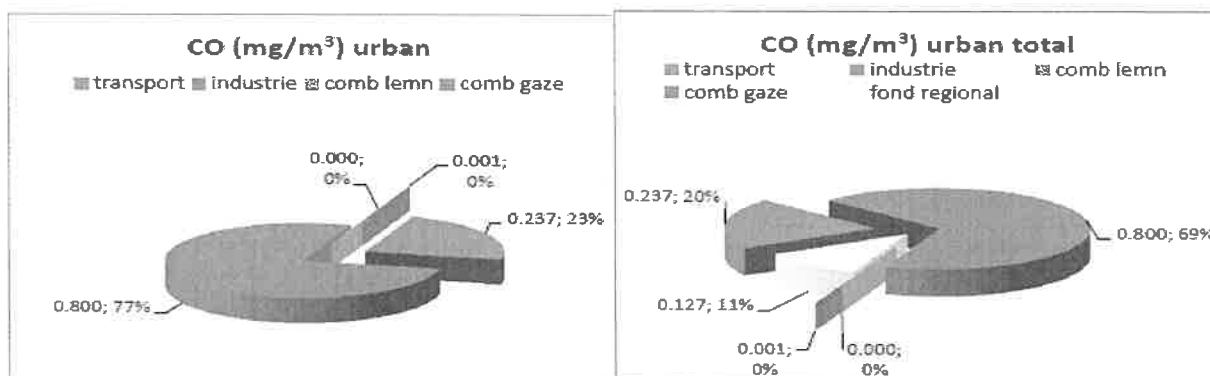 CO (mg/m³) urban
transport industrie comb lemn comb gaze
0.000;
0%
0.001;
0%
0.237; 23%
0.800; 77%
CO (mg/m³) urban total
transport industrie comb lemn
comb gaze fond regional
0.237; 20%
0.800; 69%
0.127; 11%
0.001;
0%
0.000;
0%